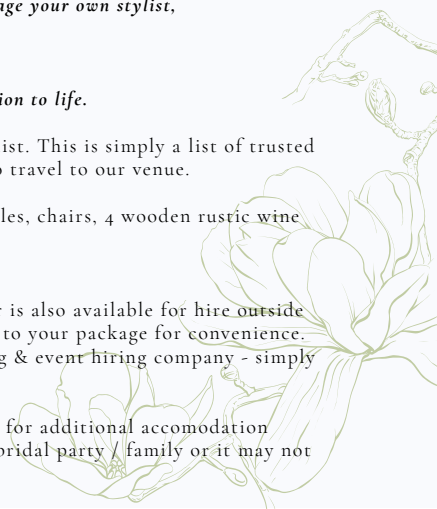 your own stylist,
ion to life.
ist. This is simply a list of trusted
travel to our venue.
les, chairs, 4 wooden rustic wine
is also available for hire outside
to your package for convenience.
g & event hiring company - simply
for additional accomodation
bridal party / family or it may not